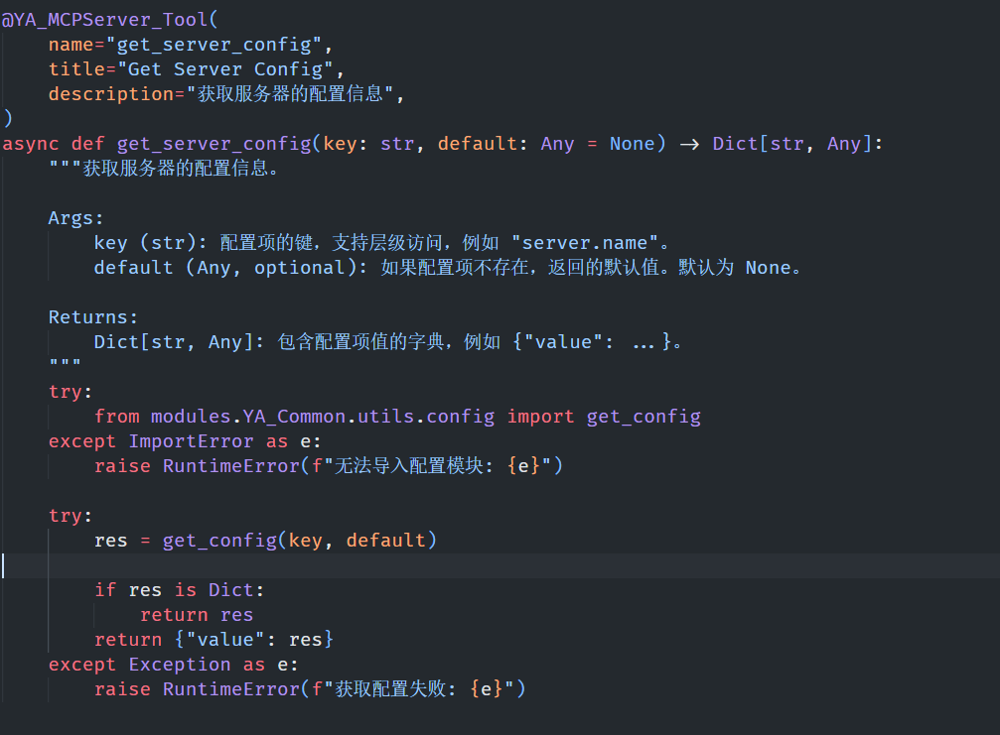 @YA_MCPServer_Tool(
    name="get_server_config",
    title="Get Server Config",
    description="获取服务器的配置信息",
)
async def get_server_config(key: str, default: Any = None) -> Dict[str, Any]:
    """获取服务器的配置信息。
    Args:
        key (str): 配置项的键，支持层级访问，例如 "server.name"。
        default (Any, optional): 如果配置项不存在，返回的默认值。默认为 None。
    Returns:
        Dict[str, Any]: 包含配置项值的字典，例如 {"value": ...}。
    """
    try:
        from modules.YA_Common.utils.config import get_config
    except ImportError as e:
        raise RuntimeError(f"无法导入配置模块: {e}")
    try:
        res = get_config(key, default)
        if res is Dict:
            return res
        return {"value": res}
    except Exception as e:
        raise RuntimeError(f"获取配置失败: {e}")